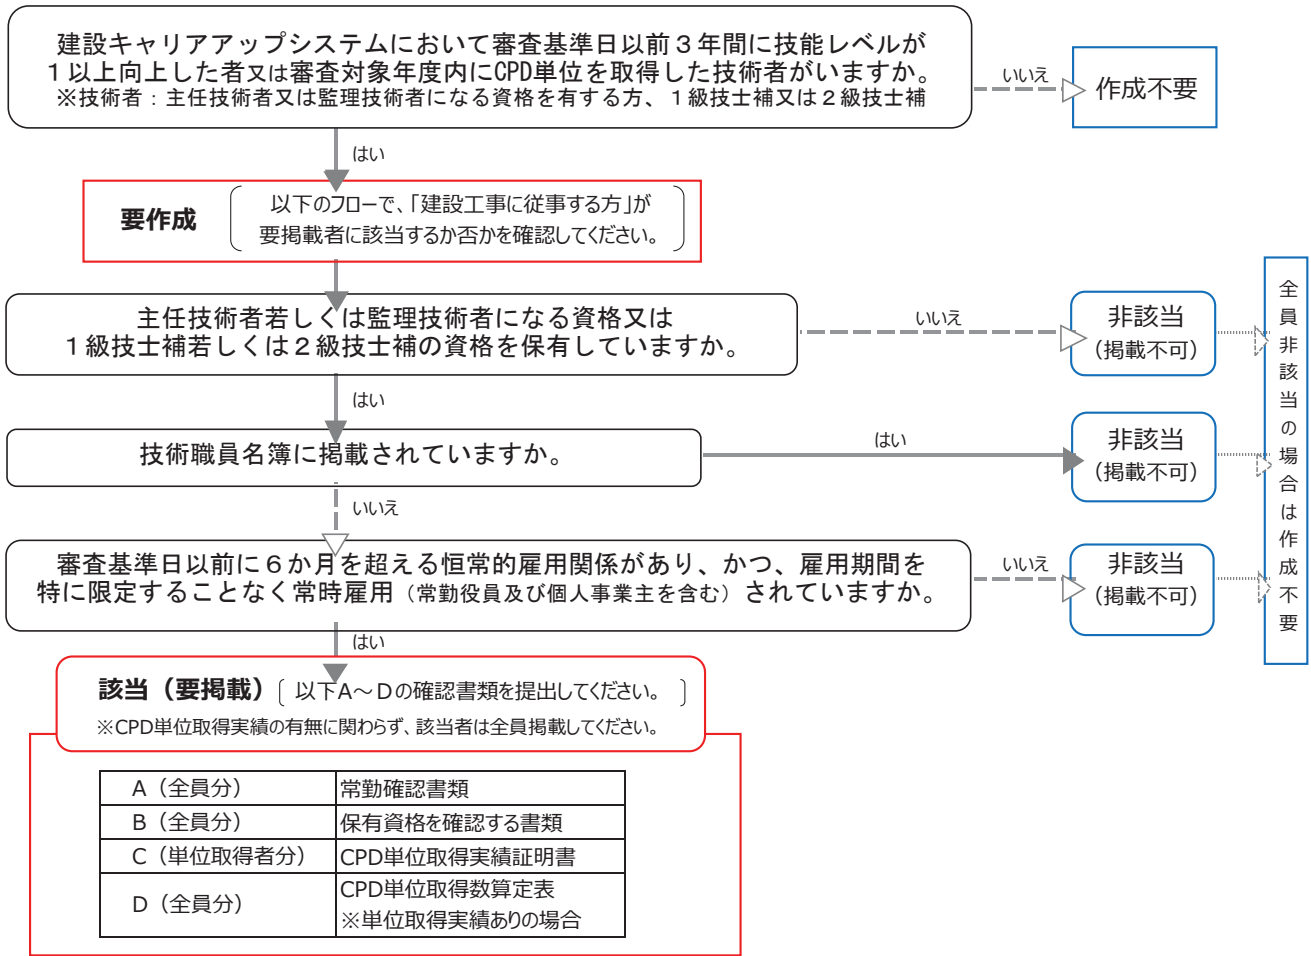 建設キャリアアップシステムにおいて審査基準日以前３年間に技能レベルが
１以上向上した者又は審査対象年度内にCPD単位を取得した技術者がいますか。
※技術者：主任技術者又は監理技術者になる資格を有する方、１級技士補又は２級技士補
いいえ
作成不要
はい
要作成
以下のフローで、「建設工事に従事する方」が
要掲載者に該当するか否かを確認してください。
主任技術者若しくは監理技術者になる資格又は
１級技士補若しくは２級技士補の資格を保有していますか。
いいえ
非該当
（掲載不可）
全員非該当の場合は作成不要
はい
技術職員名簿に掲載されていますか。
はい
非該当
（掲載不可）
いいえ
審査基準日以前に６か月を超える恒常的雇用関係があり、かつ、雇用期間を
特に限定することなく常時雇用（常勤役員及び個人事業主を含む）されていますか。
いいえ
非該当
（掲載不可）
はい
該当（要掲載）〔 以下A～Dの確認書類を提出してください。 〕
※CPD単位取得実績の有無に関わらず、該当者は全員掲載してください。
A（全員分） 常勤確認書類
B（全員分） 保有資格を確認する書類
C（単位取得者分） CPD単位取得実績証明書
D（全員分） CPD単位取得数算定表
※単位取得実績ありの場合